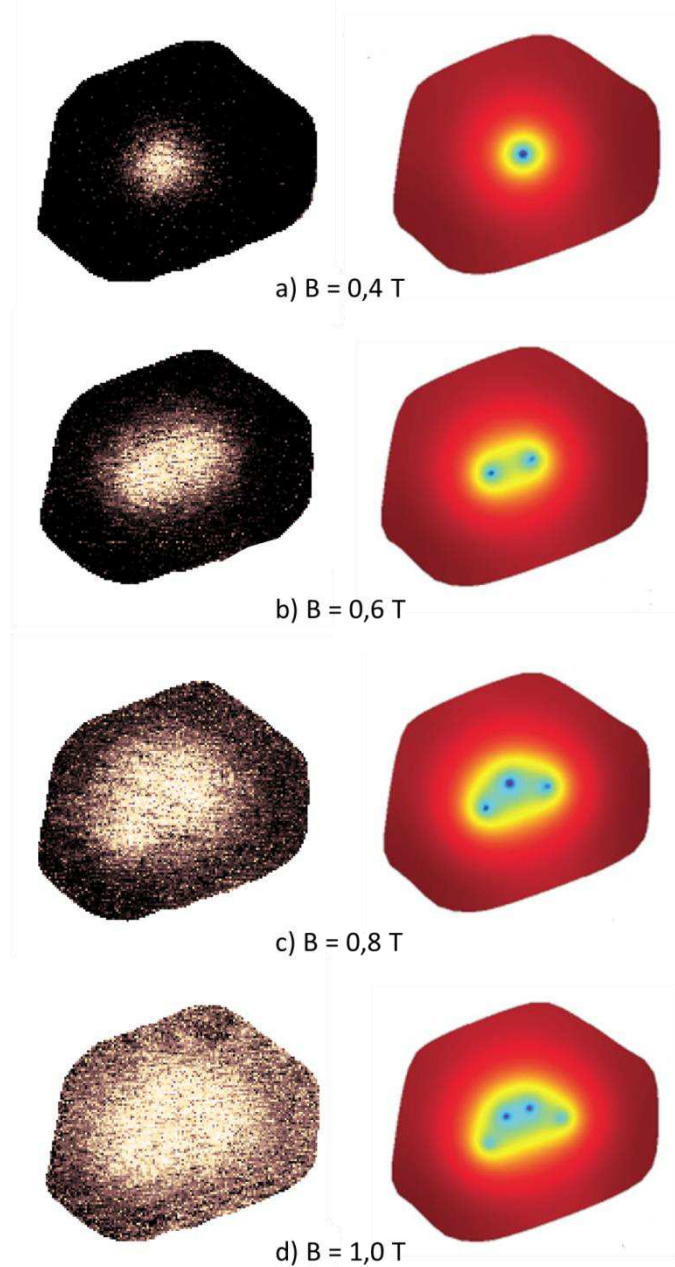 a) B = 0,4 T
b) B = 0,6 T
c) B = 0,8 T
d) B = 1,0 T